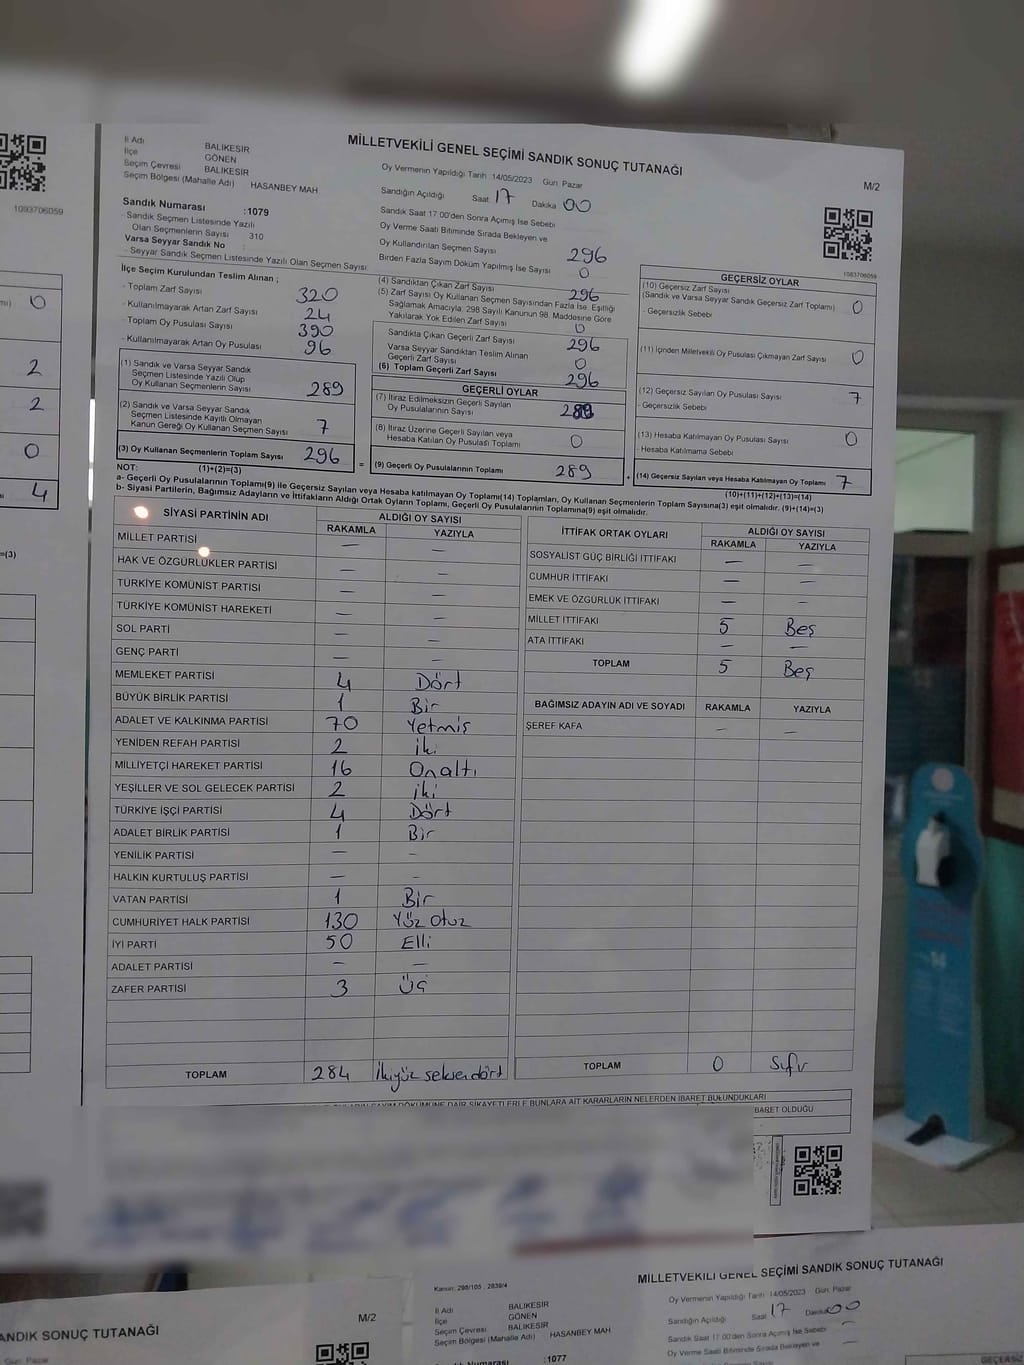 MİLLETVEKİLİ GENEL SEÇİMİ SANDIK SONUÇ TUTANAĞI
M/2
İl Adı BALIKESİR
İlçe GÖNEN
Seçim Çevresi BALIKESİR
Seçim Bölgesi (Mahalle Adı) HASANBEY MAH
Oy Vermenin Yapıldığı Tarih 14/05/2023 Gün Pazar
Sandığın Açıldığı Saat 17 Dakika 00
Sandık Saat 17 00'den Sonra Açımış İse Sebebi
Oy Verme Saati Bitiminde Sırada Bekleyen ve
Oy Kullandırılan Seçmen Sayısı 296
Birden Fazla Sayım Döküm Yapılmış İse Sayısı 0
Sandık Numarası :1079
- Sandık Seçmen Listesinde Yazılı
Olan Seçmenlerin Sayısı 310
Varsa Seyyar Sandık No :
- Seyyar Sandık Seçmen Listesinde Yazılı Olan Seçmen Sayısı
1093706059
İlçe Seçim Kurulundan Teslim Alınan ;
- Toplam Zarf Sayısı 320
- Kullanılmayarak Artan Zarf Sayısı 24
- Toplam Oy Pusulası Sayısı 390
- Kullanılmayarak Artan Oy Pusulası 96
(1) Sandık ve Varsa Seyyar Sandık
Seçmen Listesinde Yazılı Olup
Oy Kullanan Seçmenlerin Sayısı 289
(2) Sandık ve Varsa Seyyar Sandık
Seçmen Listesinde Kayıtlı Olmayan
Kanun Gereği Oy Kullanan Seçmen Sayısı 7
(3) Oy Kullanan Seçmenlerin Toplam Sayısı 296
(4) Sandıktan Çıkan Zarf Sayısı 296
(5) Zarf Sayısı Oy Kullanan Seçmen Sayısından Fazla İse, Eşitliği
Sağlamak Amacıyla, 298 Sayılı Kanunun 98. Maddesine Göre
Yakılarak Yok Edilen Zarf Sayısı 0
Sandıkta Çıkan Geçerli Zarf Sayısı 296
Varsa Seyyar Sandıktan Teslim Alınan
Geçerli Zarf Sayısı 0
(6) Toplam Geçerli Zarf Sayısı 296
GEÇERLİ OYLAR
(7) İtiraz Edilmeksizin Geçerli Sayılan
Oy Pusulalarının Sayısı 289
(8) İtiraz Üzerine Geçerli Sayılan veya
Hesaba Katılan Oy Pusulası Toplamı 0
= (9) Geçerli Oy Pusulalarının Toplamı 289
GEÇERSİZ OYLAR
(10) Geçersiz Zarf Sayısı
(Sandık ve Varsa Seyyar Sandık Geçersiz Zarf Toplamı) 0
- Geçersizlik Sebebi
(11) İçinden Milletvekili Oy Pusulası Çıkmayan Zarf Sayısı 0
(12) Geçersiz Sayılan Oy Pusulası Sayısı 7
- Geçersizlik Sebebi
(13) Hesaba Katılmayan Oy Pusulası Sayısı 0
- Hesaba Katılmama Sebebi
(14) Geçersiz Sayılan veya Hesaba Katılmayan Oy Toplamı 7
NOT: (1)+(2)=(3)
(10)+(11)+(12)+(13)=(14)
a- Geçerli Oy Pusulalarının Toplamı(9) ile Geçersiz Sayılan veya Hesaba katılmayan Oy Toplamı(14) Toplamları, Oy Kullanan Seçmenlerin Toplam Sayısına(3) eşit olmalıdır. (9)+(14)=(3)
b- Siyasi Partilerin, Bağımsız Adayların ve İttifakların Aldığı Ortak Oyların Toplamı, Geçerli Oy Pusulalarının Toplamına(9) eşit olmalıdır.
SİYASİ PARTİNİN ADI ALDIĞI OY SAYISI
RAKAMLA YAZIYLA
MİLLET PARTİSİ — —
HAK VE ÖZGÜRLÜKLER PARTİSİ — —
TÜRKİYE KOMÜNİST PARTİSİ — —
TÜRKİYE KOMÜNİST HAREKETİ — —
SOL PARTİ — —
GENÇ PARTİ — —
MEMLEKET PARTİSİ 4 Dört
BÜYÜK BİRLİK PARTİSİ 1 Bir
ADALET VE KALKINMA PARTİSİ 70 Yetmiş
YENİDEN REFAH PARTİSİ 2 iki
MİLLİYETÇİ HAREKET PARTİSİ 16 Onaltı
YEŞİLLER VE SOL GELECEK PARTİSİ 2 iki
TÜRKİYE İŞÇİ PARTİSİ 4 Dört
ADALET BİRLİK PARTİSİ 1 Bir
YENİLİK PARTİSİ — -
HALKIN KURTULUŞ PARTİSİ — -
VATAN PARTİSİ 1 Bir
CUMHURİYET HALK PARTİSİ 130 Yüz Otuz
İYİ PARTİ 50 Elli
ADALET PARTİSİ — —
ZAFER PARTİSİ 3 Üç
TOPLAM 284 İkiyüz seksen dört
İTTİFAK ORTAK OYLARI ALDIĞI OY SAYISI
RAKAMLA YAZIYLA
SOSYALİST GÜÇ BİRLİĞİ İTTİFAKI — —
CUMHUR İTTİFAKI — —
EMEK VE ÖZGÜRLÜK İTTİFAKI — —
MİLLET İTTİFAKI 5 Beş
ATA İTTİFAKI — —
TOPLAM 5 Beş
BAĞIMSIZ ADAYIN ADI VE SOYADI RAKAMLA YAZIYLA
ŞEREF KAFA — —
TOPLAM 0 Sıfır
DÖKÜMÜNE DAİR ŞİKAYETLERLE BUNLARA AİT KARARLARIN NELERDEN İBARET BULUNDUKLARI
BARET OLDUĞU
1093706059
0
2
2
0
4
=(3)
ANDIK SONUÇ TUTANAĞI
M/2
Gün: Pazar
Kanun; 298/105 , 2839/4
İl Adı BALIKESİR
İlçe GÖNEN
Seçim Çevresi BALIKESİR
Seçim Bölgesi (Mahalle Adı) HASANBEY MAH
Numarası :1077
MİLLETVEKİLİ GENEL SEÇİMİ SANDIK SONUÇ TUTANAĞI
Oy Vermenin Yapıldığı Tarih 14/05/2023 Gün: Pazar
Sandığın Açıldığı Saat 17 Dakika 00
Sandık Saat 17 00'den Sonra Açımış İse Sebebi
Oy Verme Saati Bitiminde Sırada Bekleyen ve
GEÇERSİZ